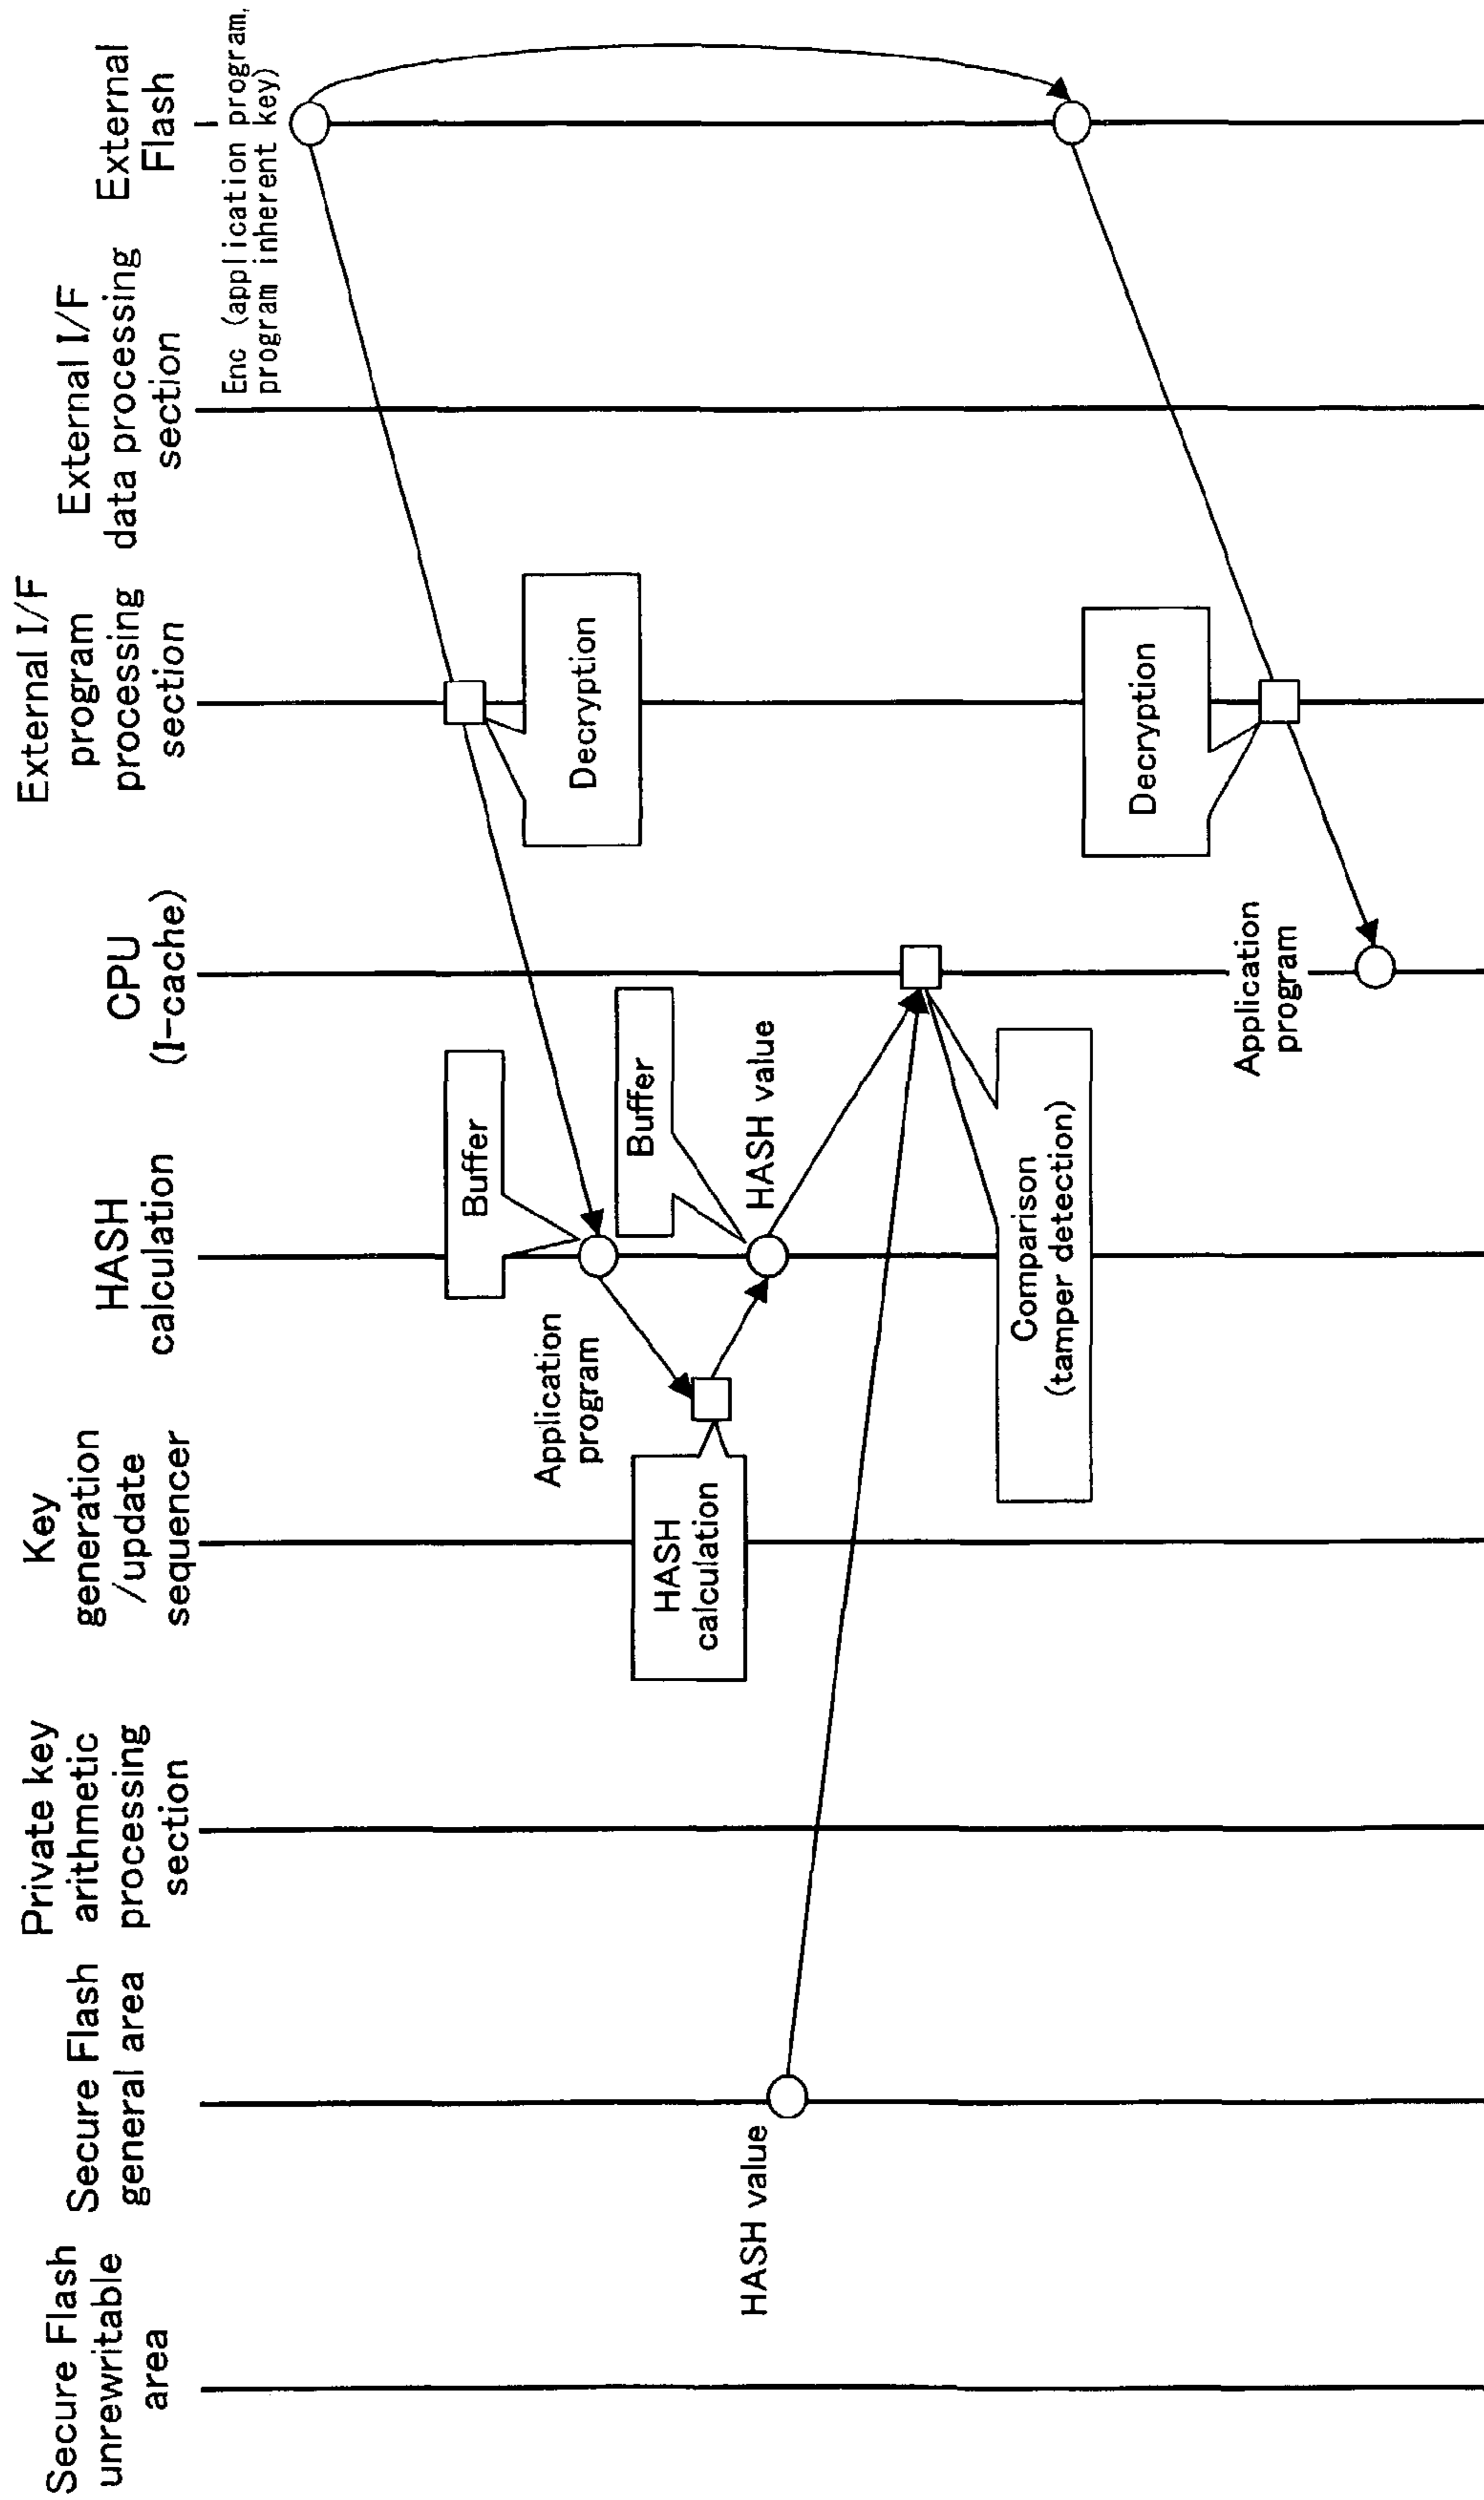 Secure Flash
unrewritable
area
Secure Flash
general area
Private key
arithmetic
processing
section
Key
generation
/update
sequencer
HASH
calculation
CPU
(I-cache)
External I/F
program
processing
section
External I/F
data processing
section
External
Flash
Enc (application program,
program inherent key)
Decryption
Buffer
Application
program
Buffer
HASH
calculation
HASH value
HASH value
Comparison
(tamper detection)
Decryption
Application
program